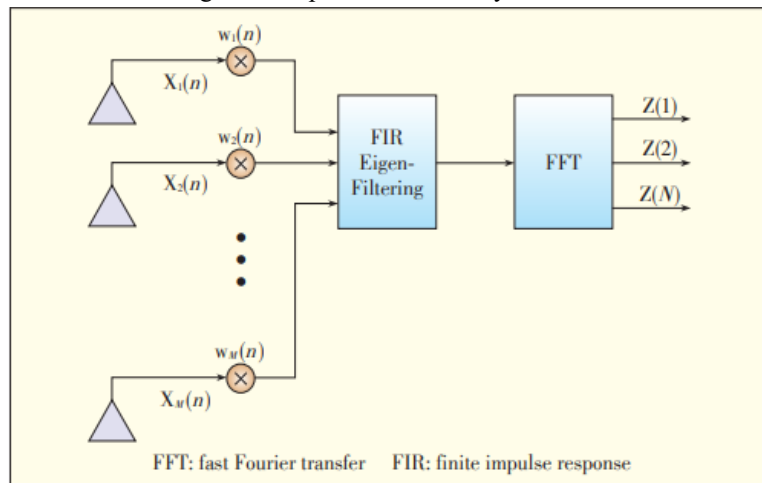 w₁(n)
X₁(n)
w₂(n)
X₂(n)
w_M(n)
X_M(n)
FIR
Eigen-
Filtering
FFT
Z(1)
Z(2)
Z(N)
FFT: fast Fourier transfer FIR: finite impulse response